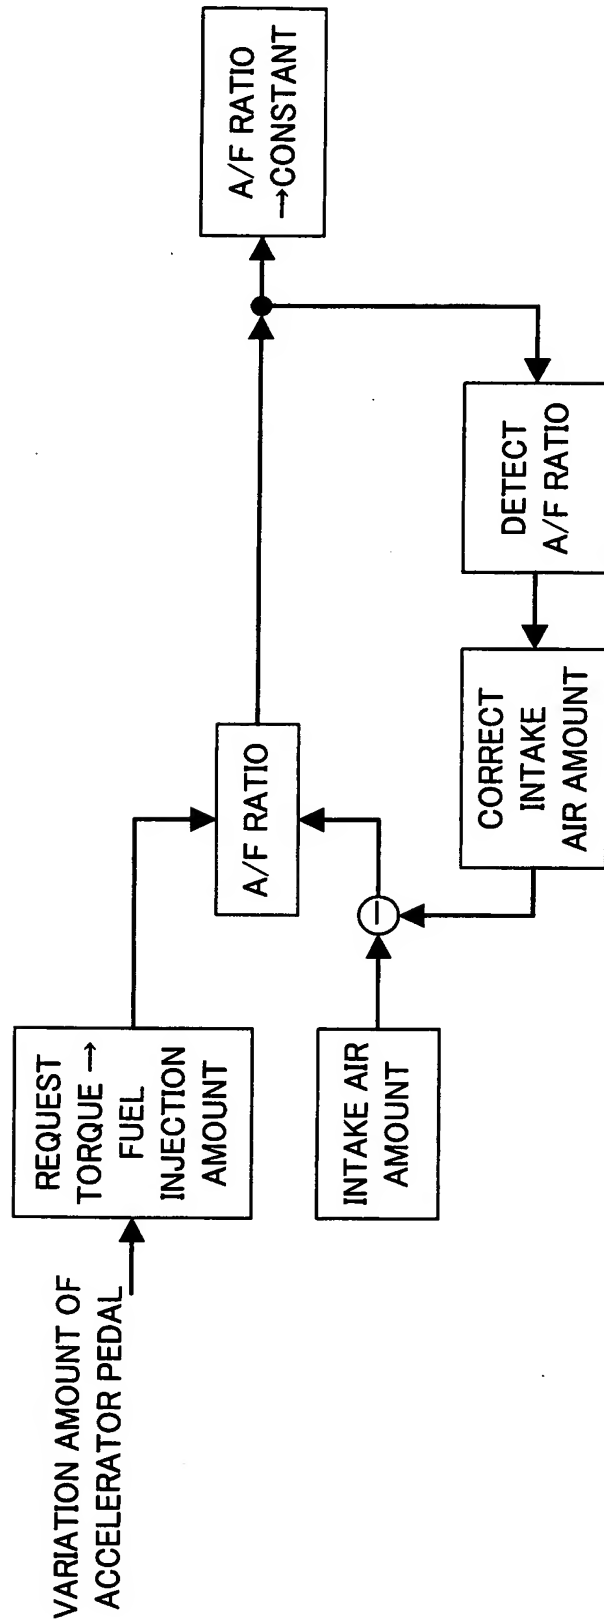 VARIATION AMOUNT OF
ACCELERATOR PEDAL
REQUEST
TORQUE →
FUEL
INJECTION
AMOUNT
INTAKE AIR
AMOUNT
−
A/F RATIO
CORRECT
INTAKE
AIR AMOUNT
DETECT
A/F RATIO
A/F RATIO
→CONSTANT